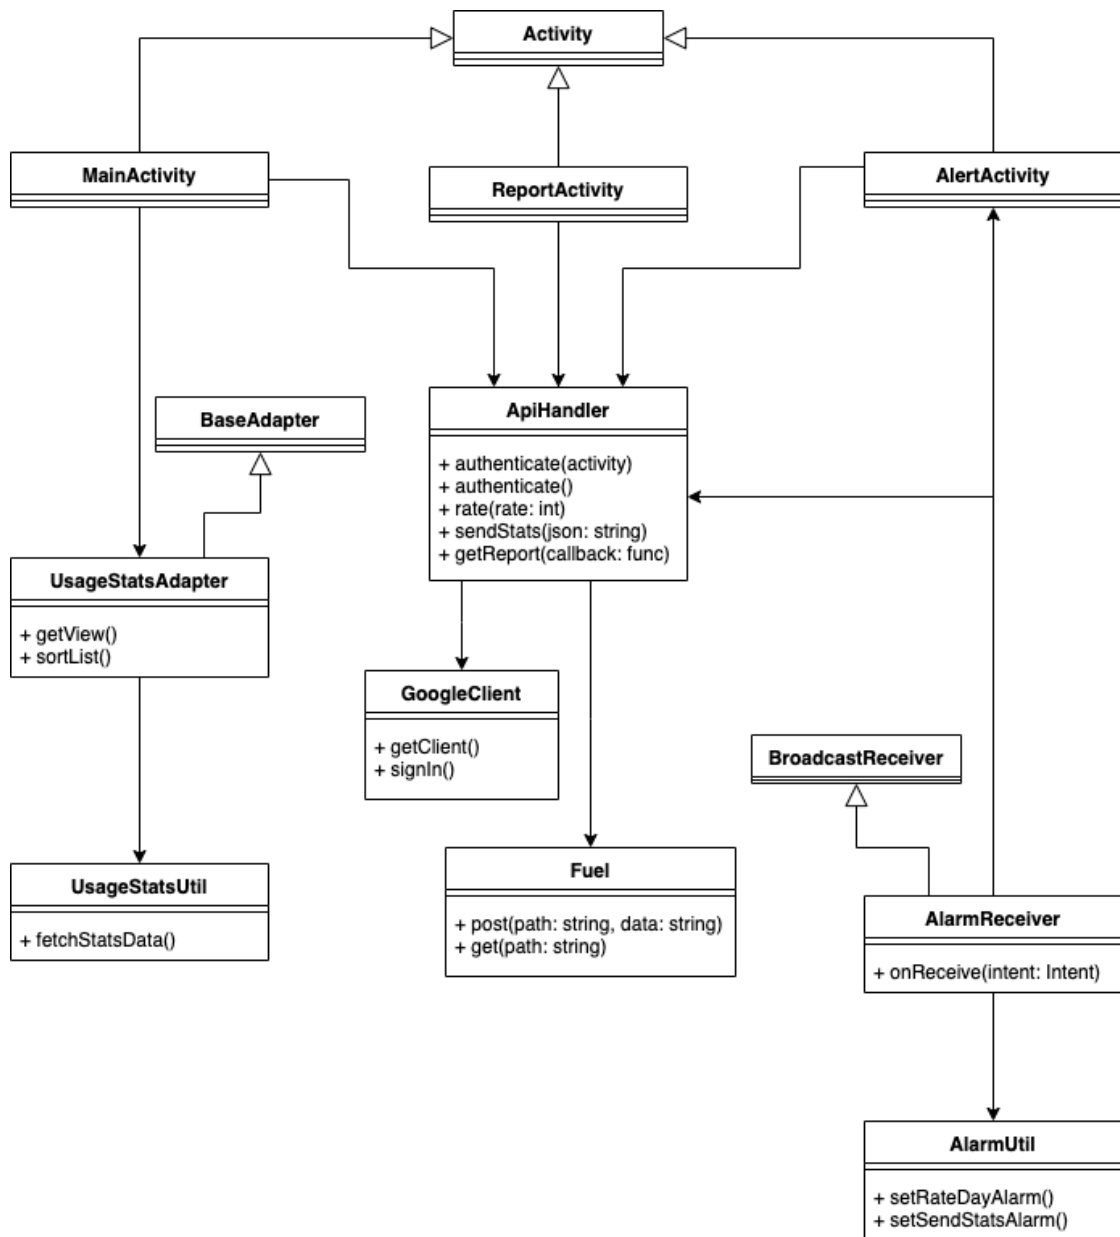 Activity
MainActivity
ReportActivity
AlertActivity
BaseAdapter
ApiHandler
+ authenticate(activity)
+ authenticate()
+ rate(rate: int)
+ sendStats(json: string)
+ getReport(callback: func)
UsageStatsAdapter
+ getView()
+ sortList()
GoogleClient
+ getClient()
+ signIn()
BroadcastReceiver
UsageStatsUtil
+ fetchStatsData()
Fuel
+ post(path: string, data: string)
+ get(path: string)
AlarmReceiver
+ onReceive(intent: Intent)
AlarmUtil
+ setRateDayAlarm()
+ setSendStatsAlarm()